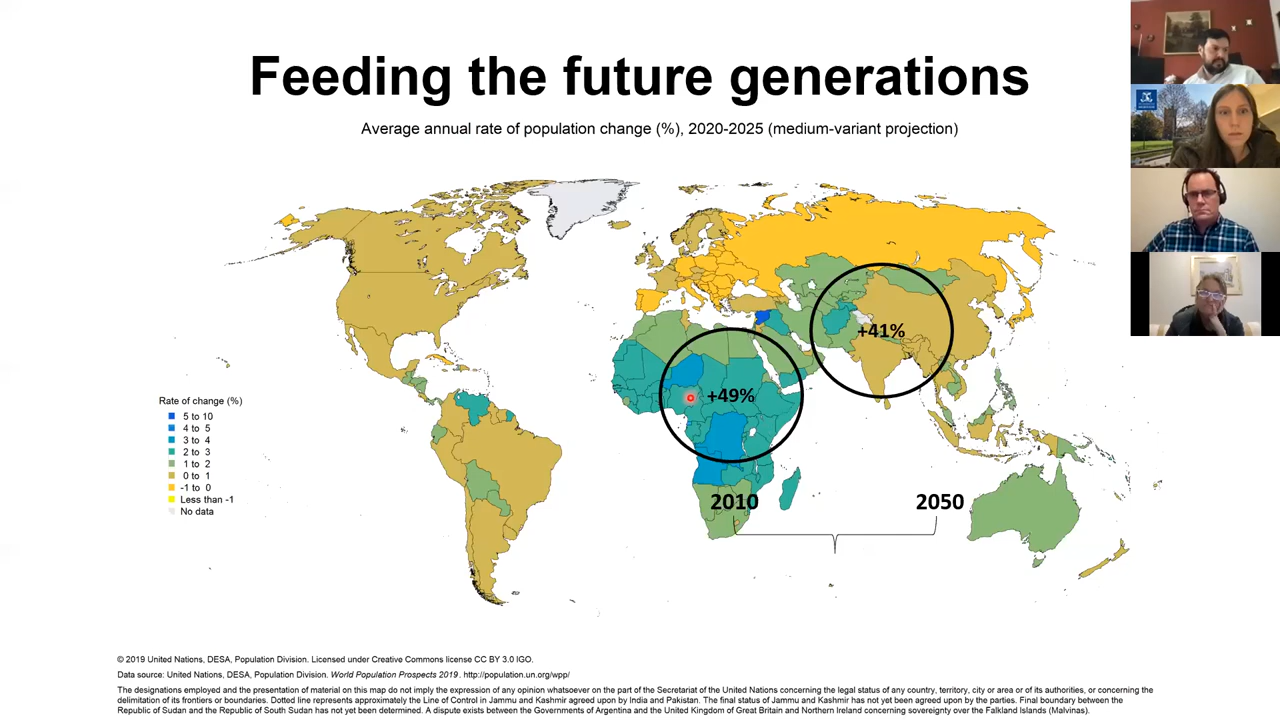 Feeding the future generations
Average annual rate of population change (%), 2020-2025 (medium-variant projection)
+41%
+49%
Rate of change (%)
5 to 10
4 to 5
3 to 4
2 to 3
1 to 2
0 to 1
-1 to 0
Less than -1
No data
2010
2050
© 2019 United Nations, DESA, Population Division. Licensed under Creative Commons license CC BY 3.0 IGO.
Data source: United Nations, DESA, Population Division. World Population Prospects 2019. http://population.un.org/wpp/
The designations employed and the presentation of material on this map do not imply the expression of any opinion whatsoever on the part of the Secretariat of the United Nations concerning the legal status of any country, territory, city or area or of its authorities, or concerning the
delimitation of its frontiers or boundaries. Dotted line represents approximately the Line of Control in Jammu and Kashmir agreed upon by India and Pakistan. The final status of Jammu and Kashmir has not yet been agreed upon by the parties. Final boundary between the
Republic of Sudan and the Republic of South Sudan has not yet been determined. A dispute exists between the Governments of Argentina and the United Kingdom of Great Britain and Northern Ireland concerning sovereignty over the Falkland Islands (Malvinas).